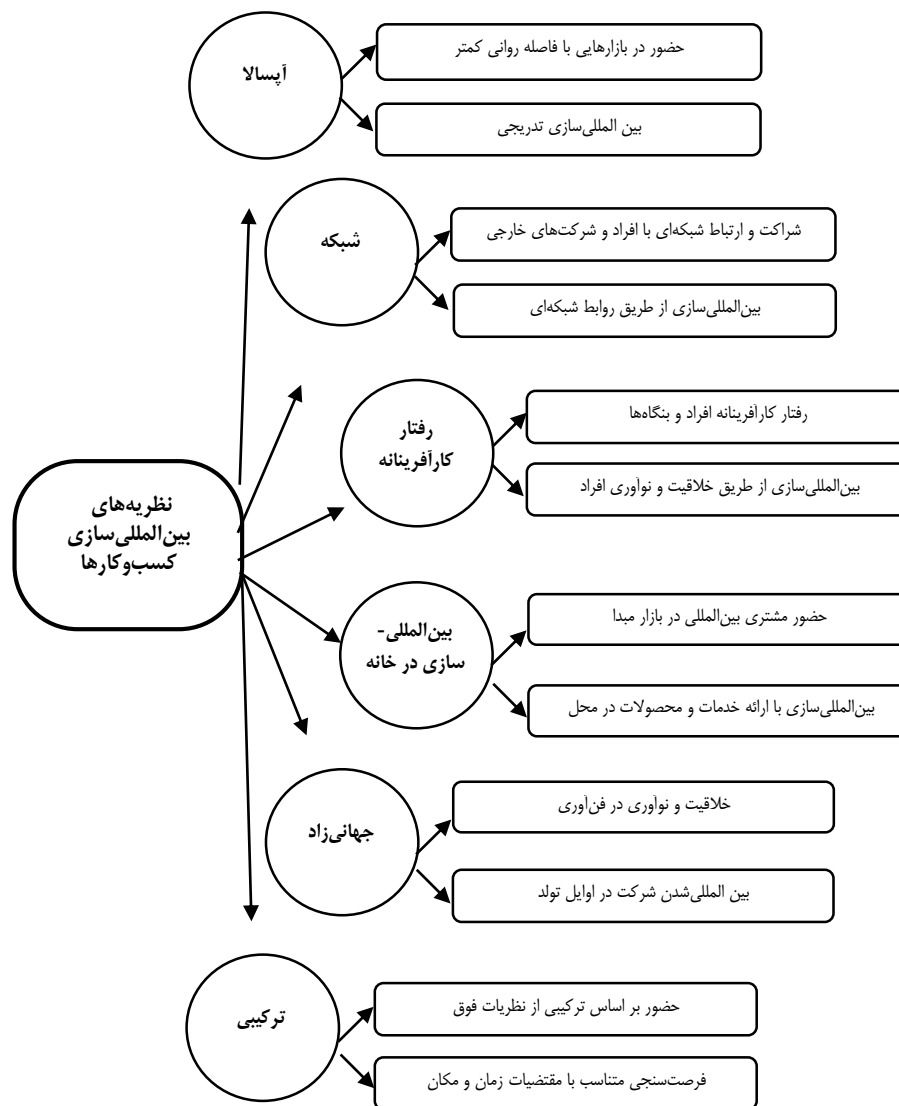 آپسالا
حضور در بازارهایی با فاصله روانی کمتر
بین المللی‌سازی تدریجی
شبکه
شراکت و ارتباط شبکه‌ای با افراد و شرکت‌های خارجی
بین‌المللی‌سازی از طریق روابط شبکه‌ای
رفتار
کارآفرینانه
رفتار کارآفرینانه افراد و بنگاه‌ها
بین‌المللی‌سازی از طریق خلاقیت و نوآوری افراد
نظریه‌های
بین‌المللی‌سازی
کسب‌وکارها
بین‌المللی-
سازی در خانه
حضور مشتری بین‌المللی در بازار مبدا
بین‌المللی‌سازی با ارائه خدمات و محصولات در محل
جهانی‌زاد
خلاقیت و نوآوری در فن‌آوری
بین المللی‌شدن شرکت در اوایل تولد
ترکیبی
حضور بر اساس ترکیبی از نظریات فوق
فرصت‌سنجی متناسب با مقتضیات زمان و مکان